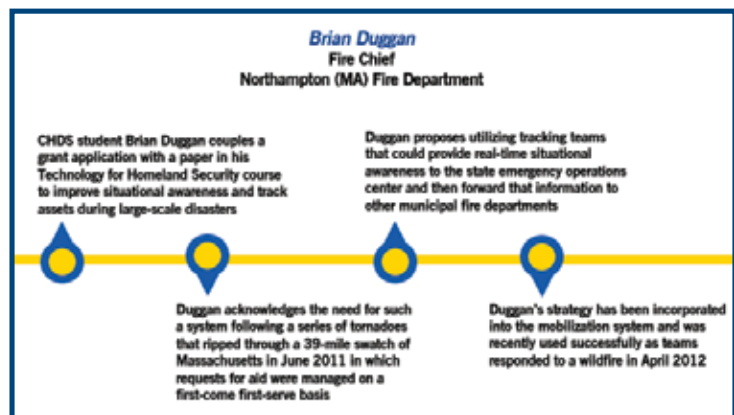 Brian Duggan
Fire Chief
Northampton (MA) Fire Department
CHDS student Brian Duggan couples a
grant application with a paper in his
Technology for Homeland Security course
to improve situational awareness and track
assets during large-scale disasters
Duggan acknowledges the need for such
a system following a series of tornadoes
that ripped through a 39-mile swatch of
Massachusetts in June 2011 in which
requests for aid were managed on a
first-come first-serve basis
Duggan proposes utilizing tracking teams
that could provide real-time situational
awareness to the state emergency operations
center and then forward that information to
other municipal fire departments
Duggan's strategy has been incorporated
into the mobilization system and was
recently used successfully as teams
responded to a wildfire in April 2012